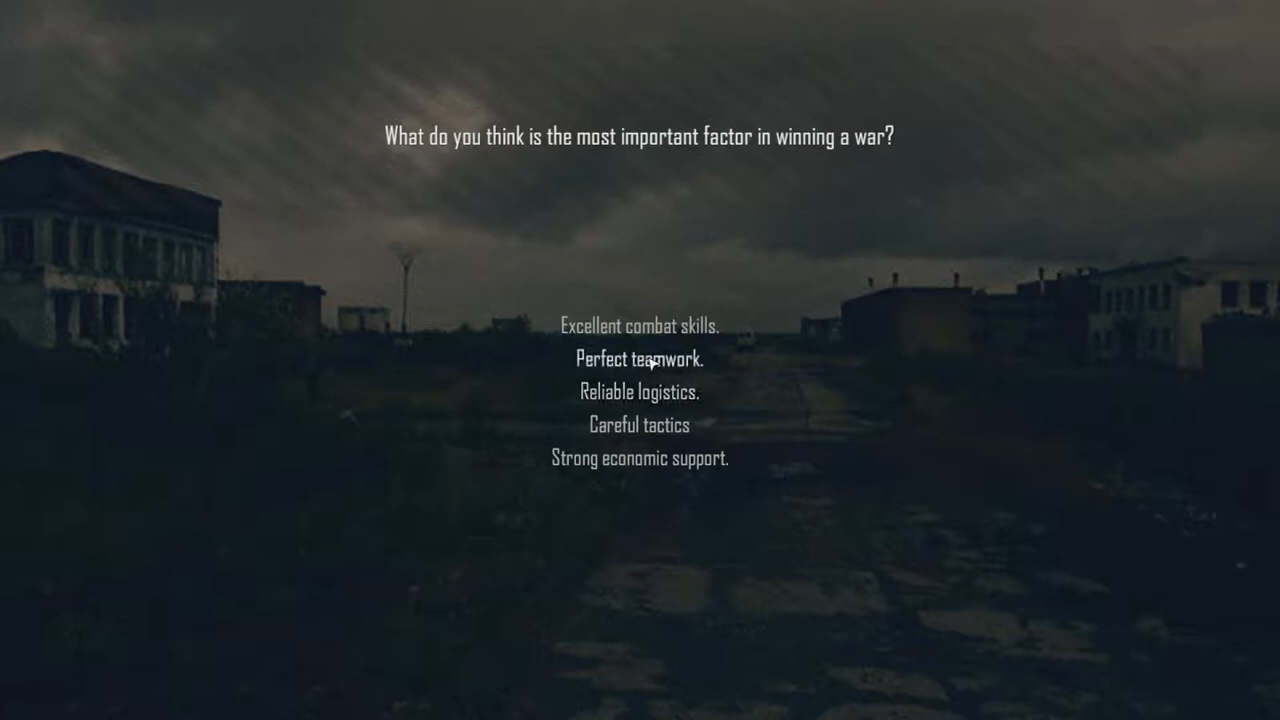 What do you think is the most important factor in winning a war?
Excellent combat skills.
Perfect teamwork.
Reliable logistics.
Careful tactics
Strong economic support.